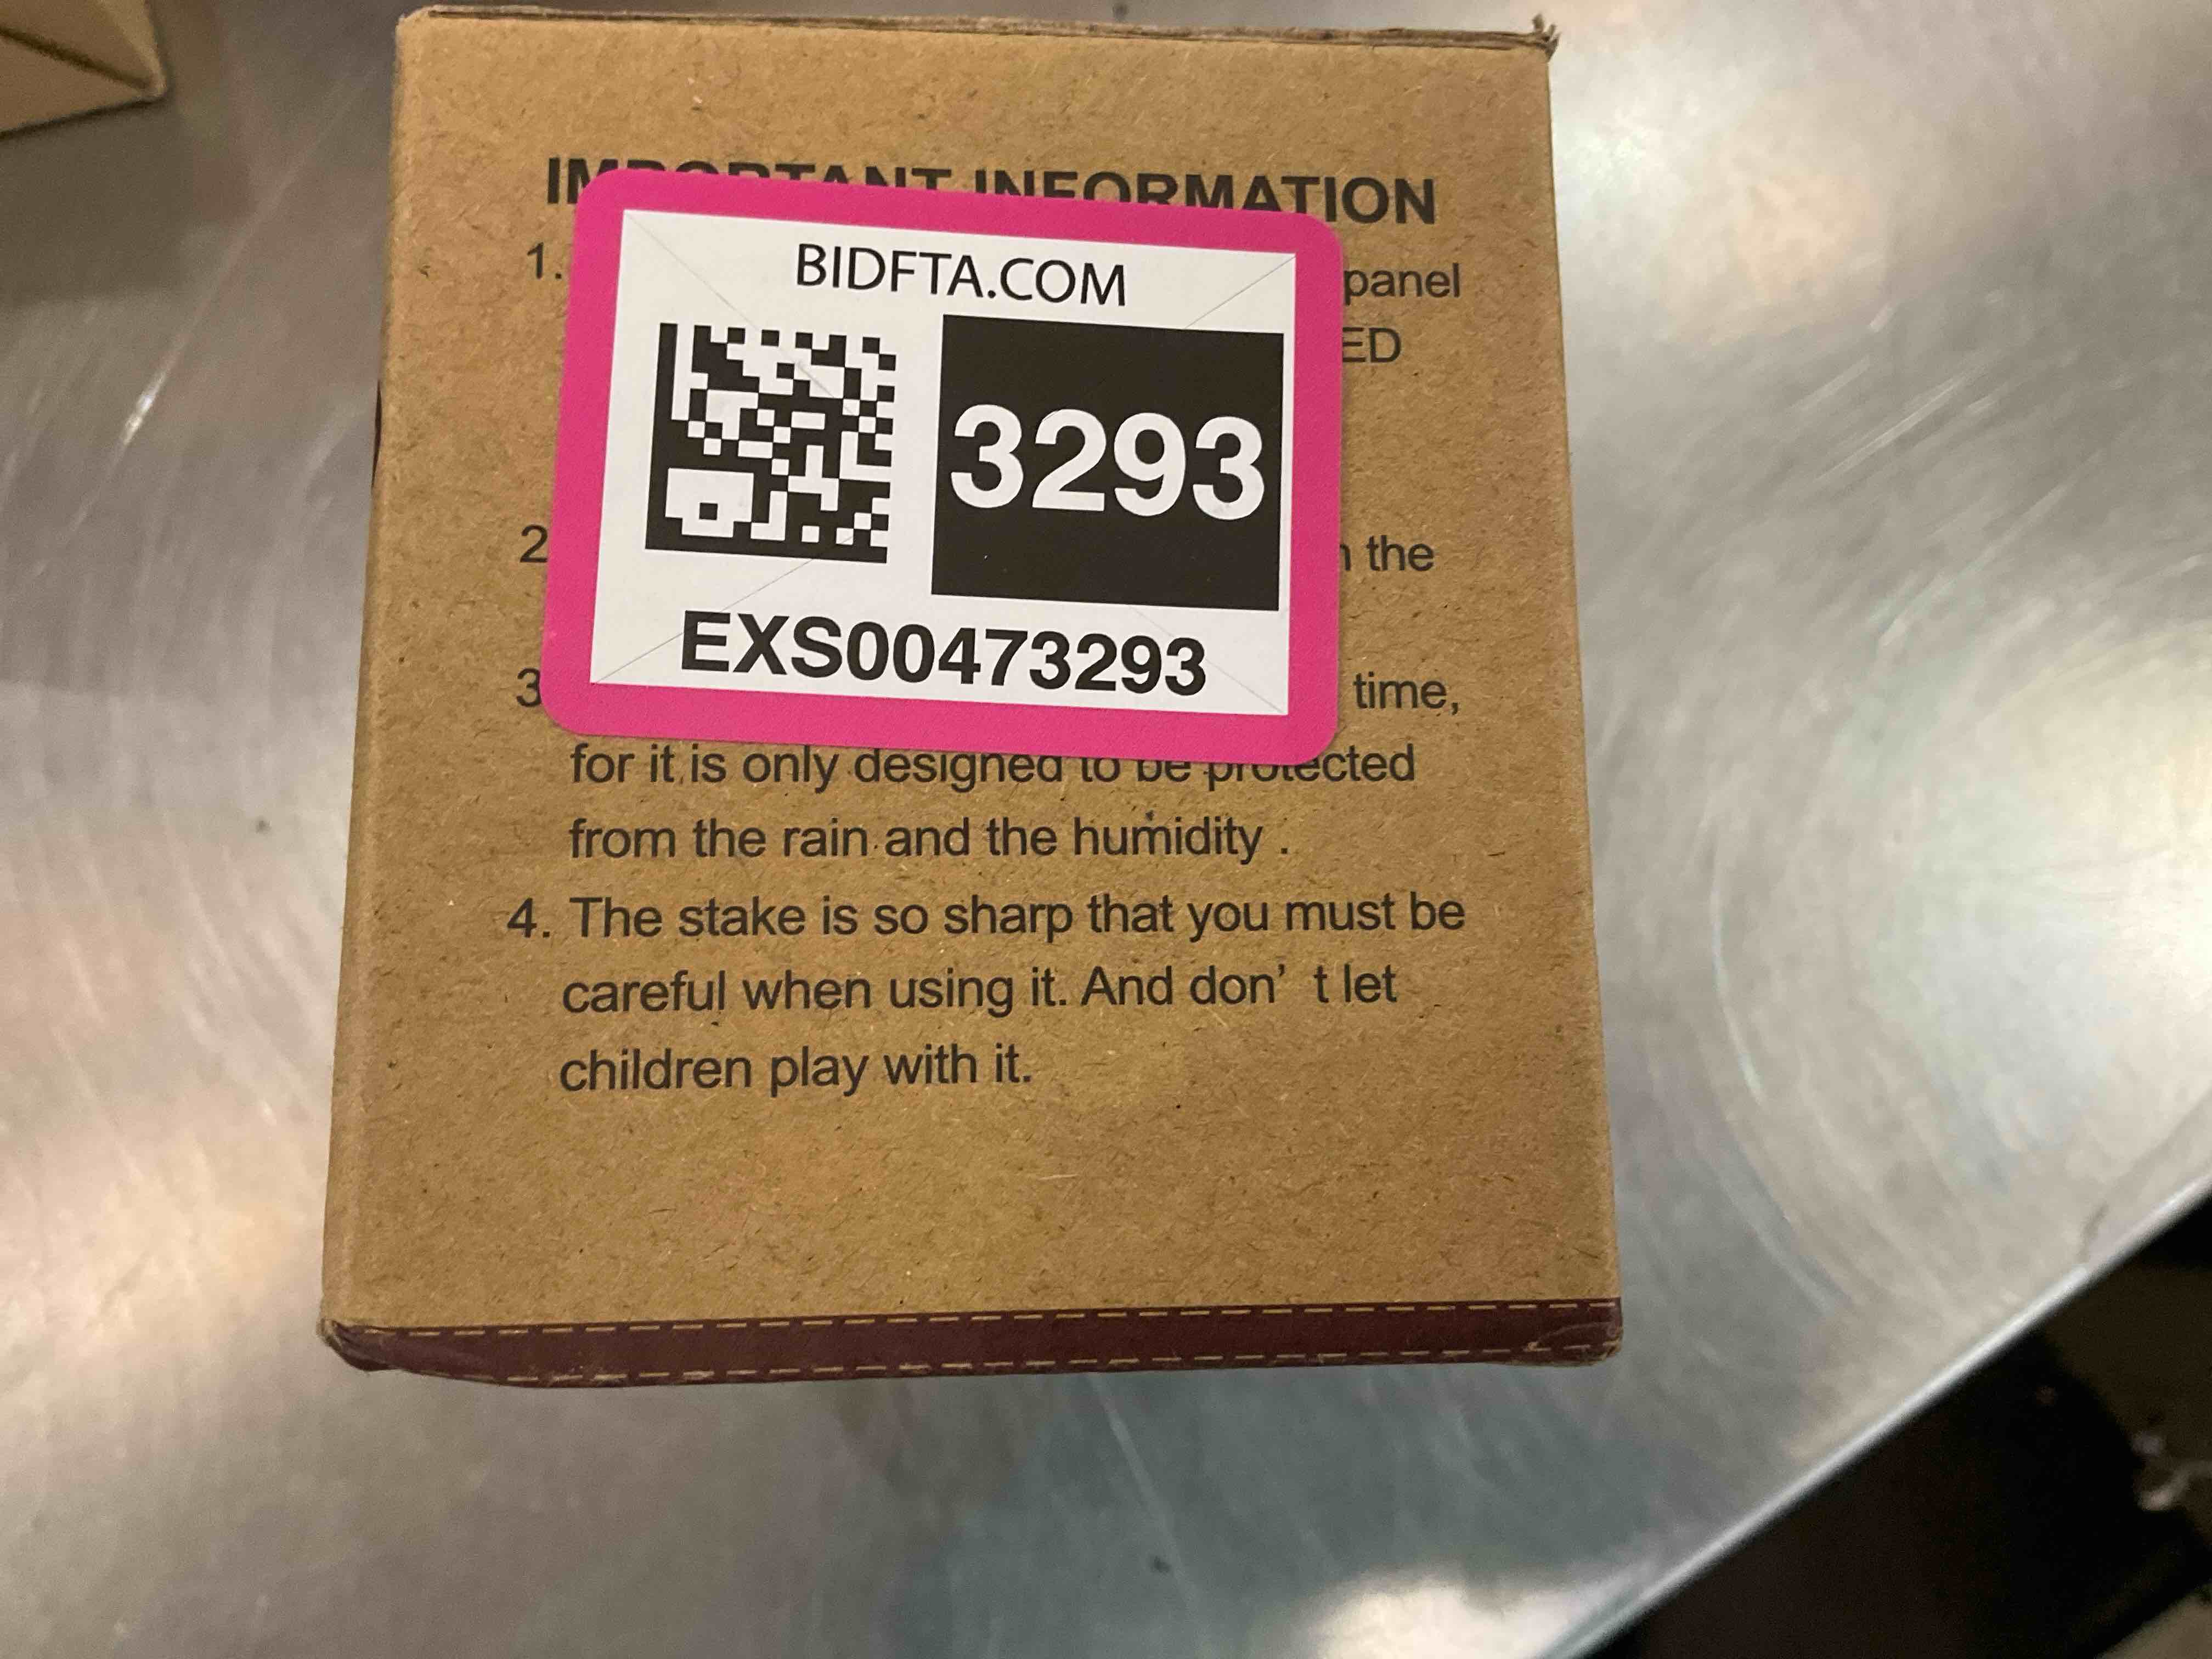 IMPORTANT INFORMATION
BIDFTA.COM
1. panel
ED
3293
2 the
EXS00473293
3 time,
for it is only designed to be protected
from the rain and the humidity .
4. The stake is so sharp that you must be
careful when using it. And don' t let
children play with it.